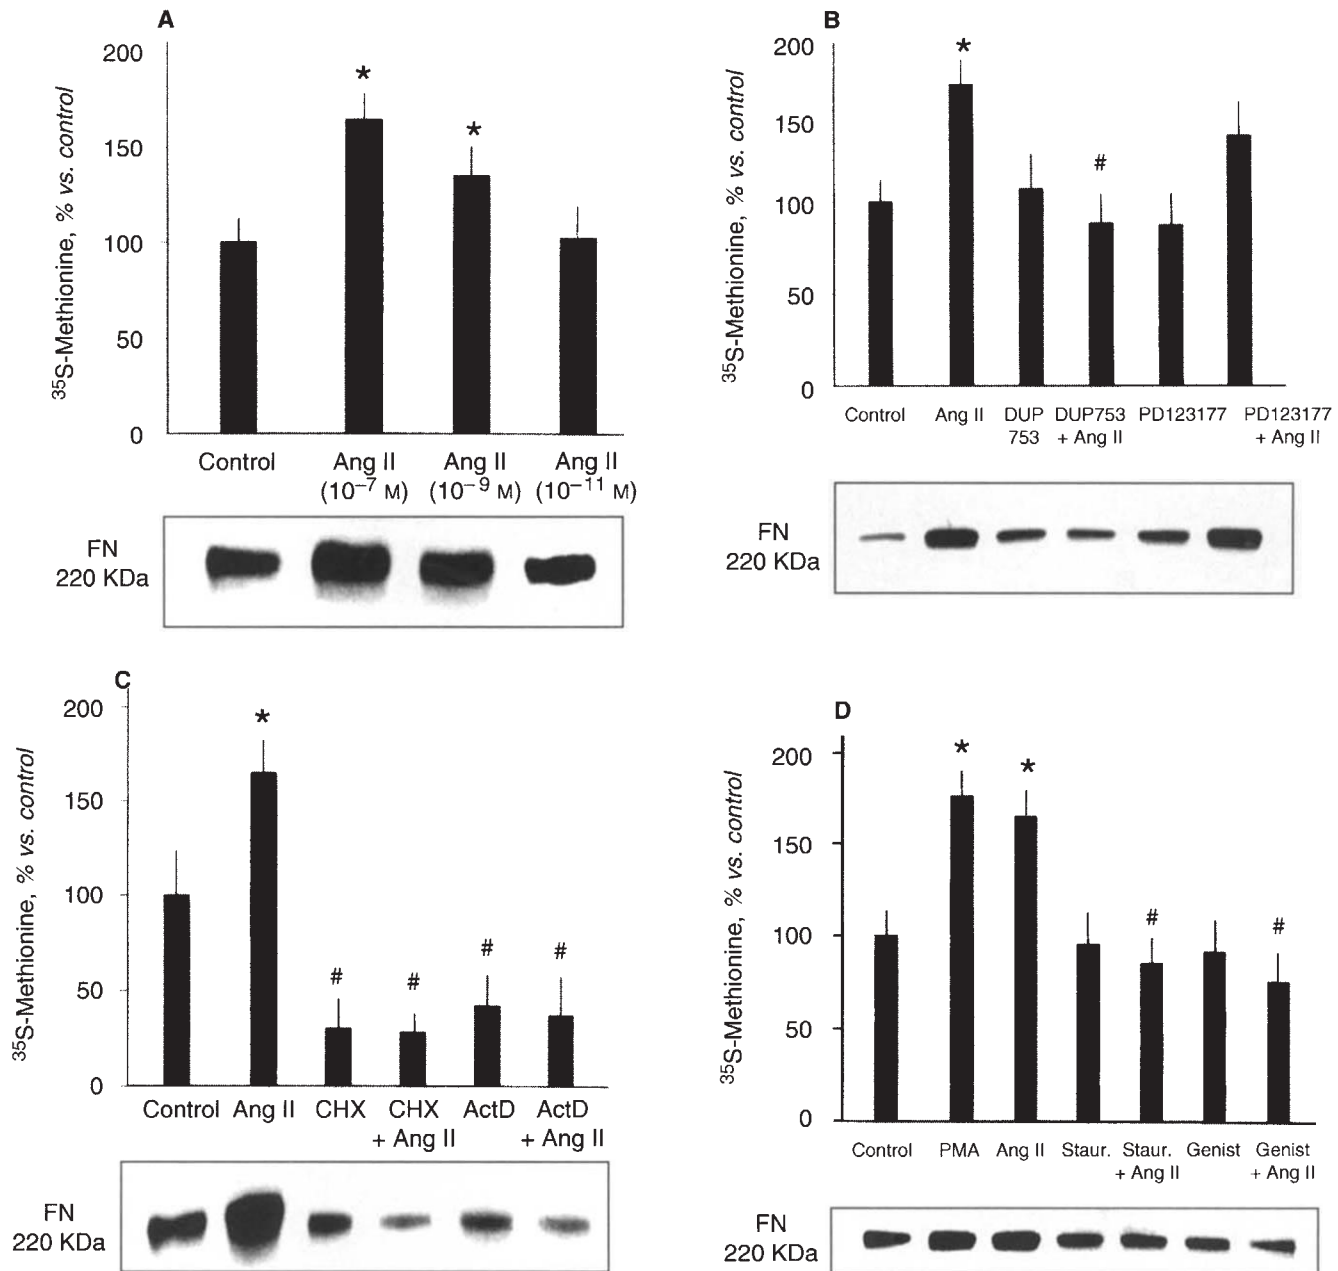 A
200
150
100
50
0
³⁵S-Methionine, % vs. control
*
*
Control
Ang II
(10⁻⁷ M)
Ang II
(10⁻⁹ M)
Ang II
(10⁻¹¹ M)
FN
220 KDa
B
200
150
100
50
0
³⁵S-Methionine, % vs. control
*
#
Control
Ang II
DUP
753
DUP753
+ Ang II
PD123177
PD123177
+ Ang II
FN
220 KDa
C
200
150
100
50
0
³⁵S-Methionine, % vs. control
*
#
#
#
#
Control
Ang II
CHX
CHX
+ Ang II
ActD
ActD
+ Ang II
FN
220 KDa
D
200
150
100
50
0
³⁵S-Methionine, % vs. control
*
*
#
#
Control
PMA
Ang II
Staur.
Staur.
+ Ang II
Genist
Genist
+ Ang II
FN
220 KDa